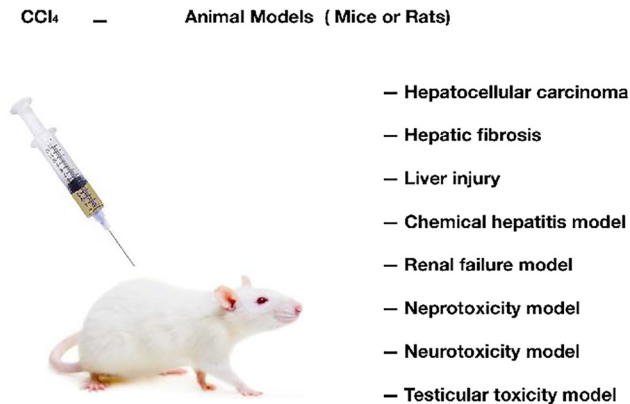 CCl₄ – Animal Models ( Mice or Rats)
– Hepatocellular carcinoma
– Hepatic fibrosis
– Liver injury
– Chemical hepatitis model
– Renal failure model
– Neprotoxicity model
– Neurotoxicity model
– Testicular toxicity model